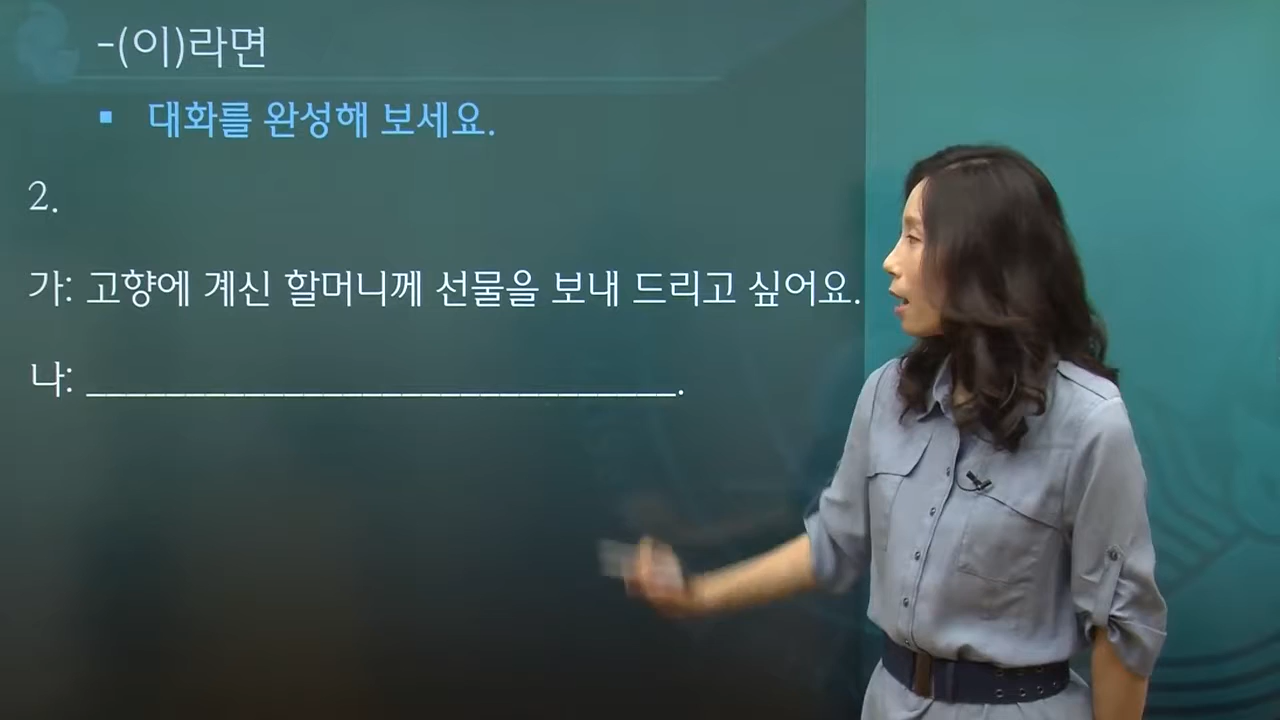 -(이)라면
▪ 대화를 완성해 보세요.
2.
가: 고향에 계신 할머니께 선물을 보내 드리고 싶어요.
나: ______________________________.